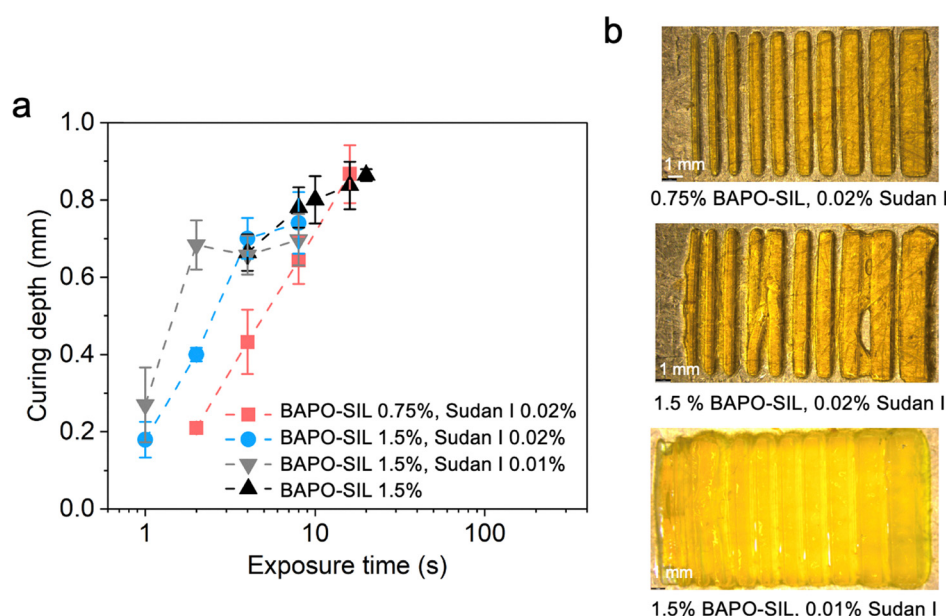 a
Curing depth (mm)
1.0
0.8
0.6
0.4
0.2
0.0
BAPO-SIL 0.75%, Sudan I 0.02%
BAPO-SIL 1.5%, Sudan I 0.02%
BAPO-SIL 1.5%, Sudan I 0.01%
BAPO-SIL 1.5%
1 10 100
Exposure time (s)
b
1 mm
0.75% BAPO-SIL, 0.02% Sudan I
1 mm
1.5 % BAPO-SIL, 0.02% Sudan I
1 mm
1.5% BAPO-SIL, 0.01% Sudan I